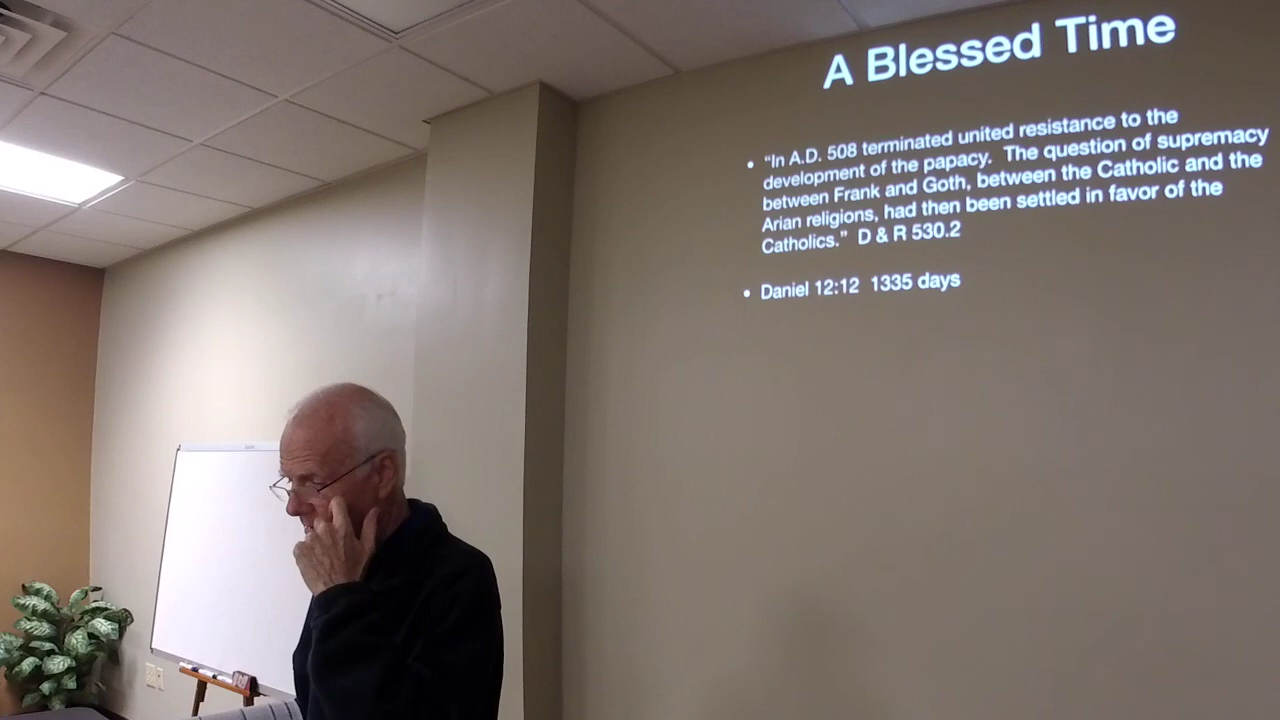 A Blessed Time
• “In A.D. 508 terminated united resistance to the
development of the papacy. The question of supremacy
between Frank and Goth, between the Catholic and the
Arian religions, had then been settled in favor of the
Catholics.” D & R 530.2
• Daniel 12:12 1335 days